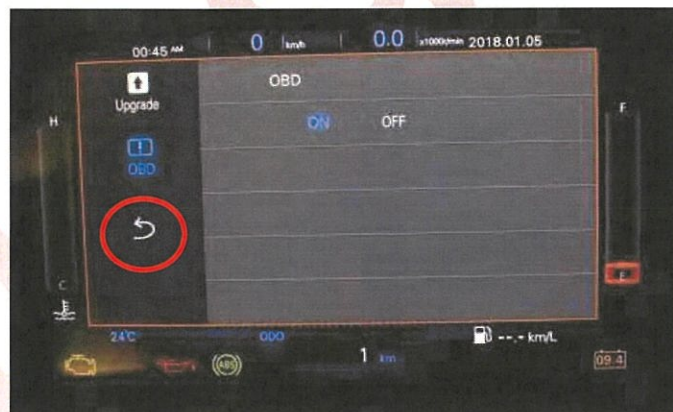 00:45 AM 0 km/h 0.0 x1000r/min 2018.01.05
Upgrade
OBD
ON OFF
OBD
H
F
C
E
24°C ODO --.- km/L
ABS
1 km
09.4